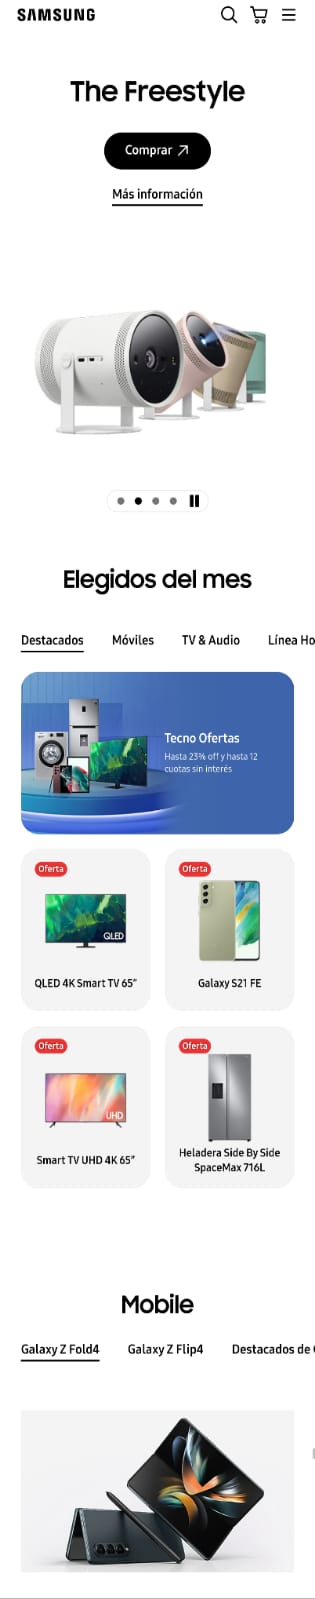 SAMSUNG
The Freestyle
Comprar
Más información
Elegidos del mes
Destacados Móviles TV & Audio Línea Ho
Tecno Ofertas
Hasta 23% off y hasta 12
cuotas sin interés
Oferta Oferta
QLED
QLED 4K Smart TV 65” Galaxy S21 FE
Oferta Oferta
UHD
Smart TV UHD 4K 65”
Heladera Side By Side
SpaceMax 716L
Mobile
Galaxy Z Fold4 Galaxy Z Flip4 Destacados de